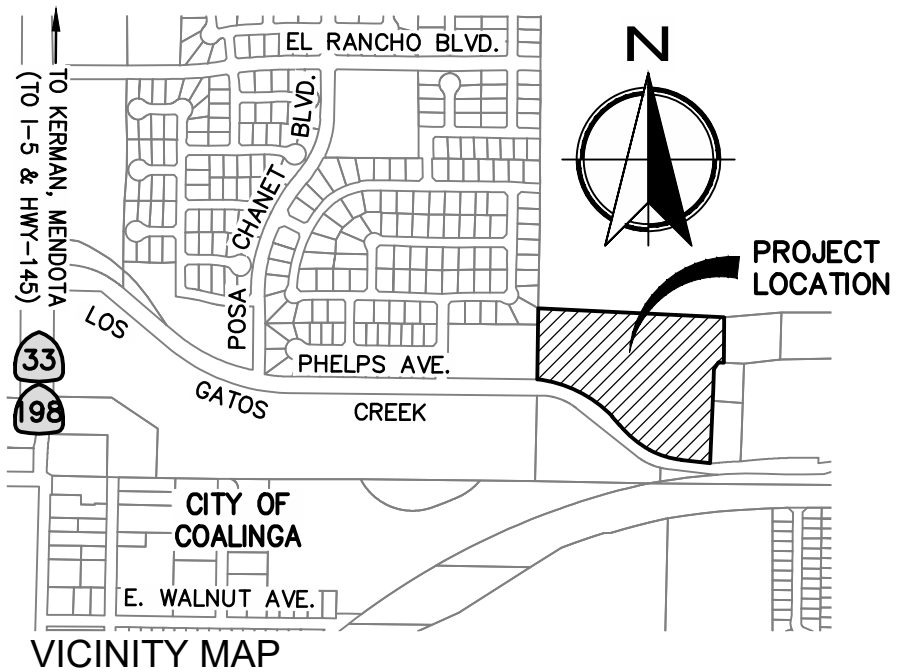 N
EL RANCHO BLVD.
TO KERMAN, MENDOTA
(TO I-5 & HWY-145)
POSA CHANET BLVD.
PROJECT
LOCATION
LOS GATOS CREEK
33
198
PHELPS AVE.
CITY OF
COALINGA
E. WALNUT AVE.
VICINITY MAP